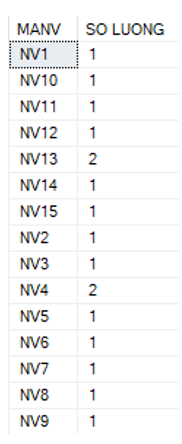 MANV SO LUONG
NV1 1
NV10 1
NV11 1
NV12 1
NV13 2
NV14 1
NV15 1
NV2 1
NV3 1
NV4 2
NV5 1
NV6 1
NV7 1
NV8 1
NV9 1